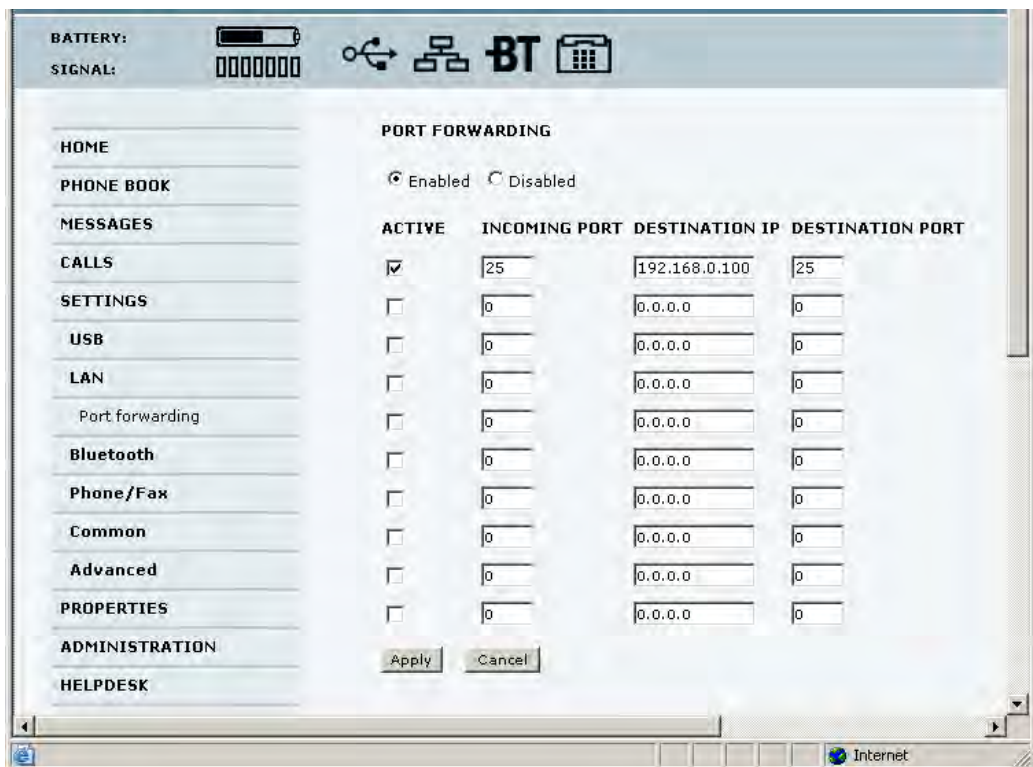 BATTERY:
SIGNAL:
BT
HOME
PHONE BOOK
MESSAGES
CALLS
SETTINGS
USB
LAN
Port forwarding
Bluetooth
Phone/Fax
Common
Advanced
PROPERTIES
ADMINISTRATION
HELPDESK
PORT FORWARDING
Enabled Disabled
ACTIVE INCOMING PORT DESTINATION IP DESTINATION PORT
25 192.168.0.100 25
0 0.0.0.0 0
0 0.0.0.0 0
0 0.0.0.0 0
0 0.0.0.0 0
0 0.0.0.0 0
0 0.0.0.0 0
0 0.0.0.0 0
0 0.0.0.0 0
0 0.0.0.0 0
Apply Cancel
Internet